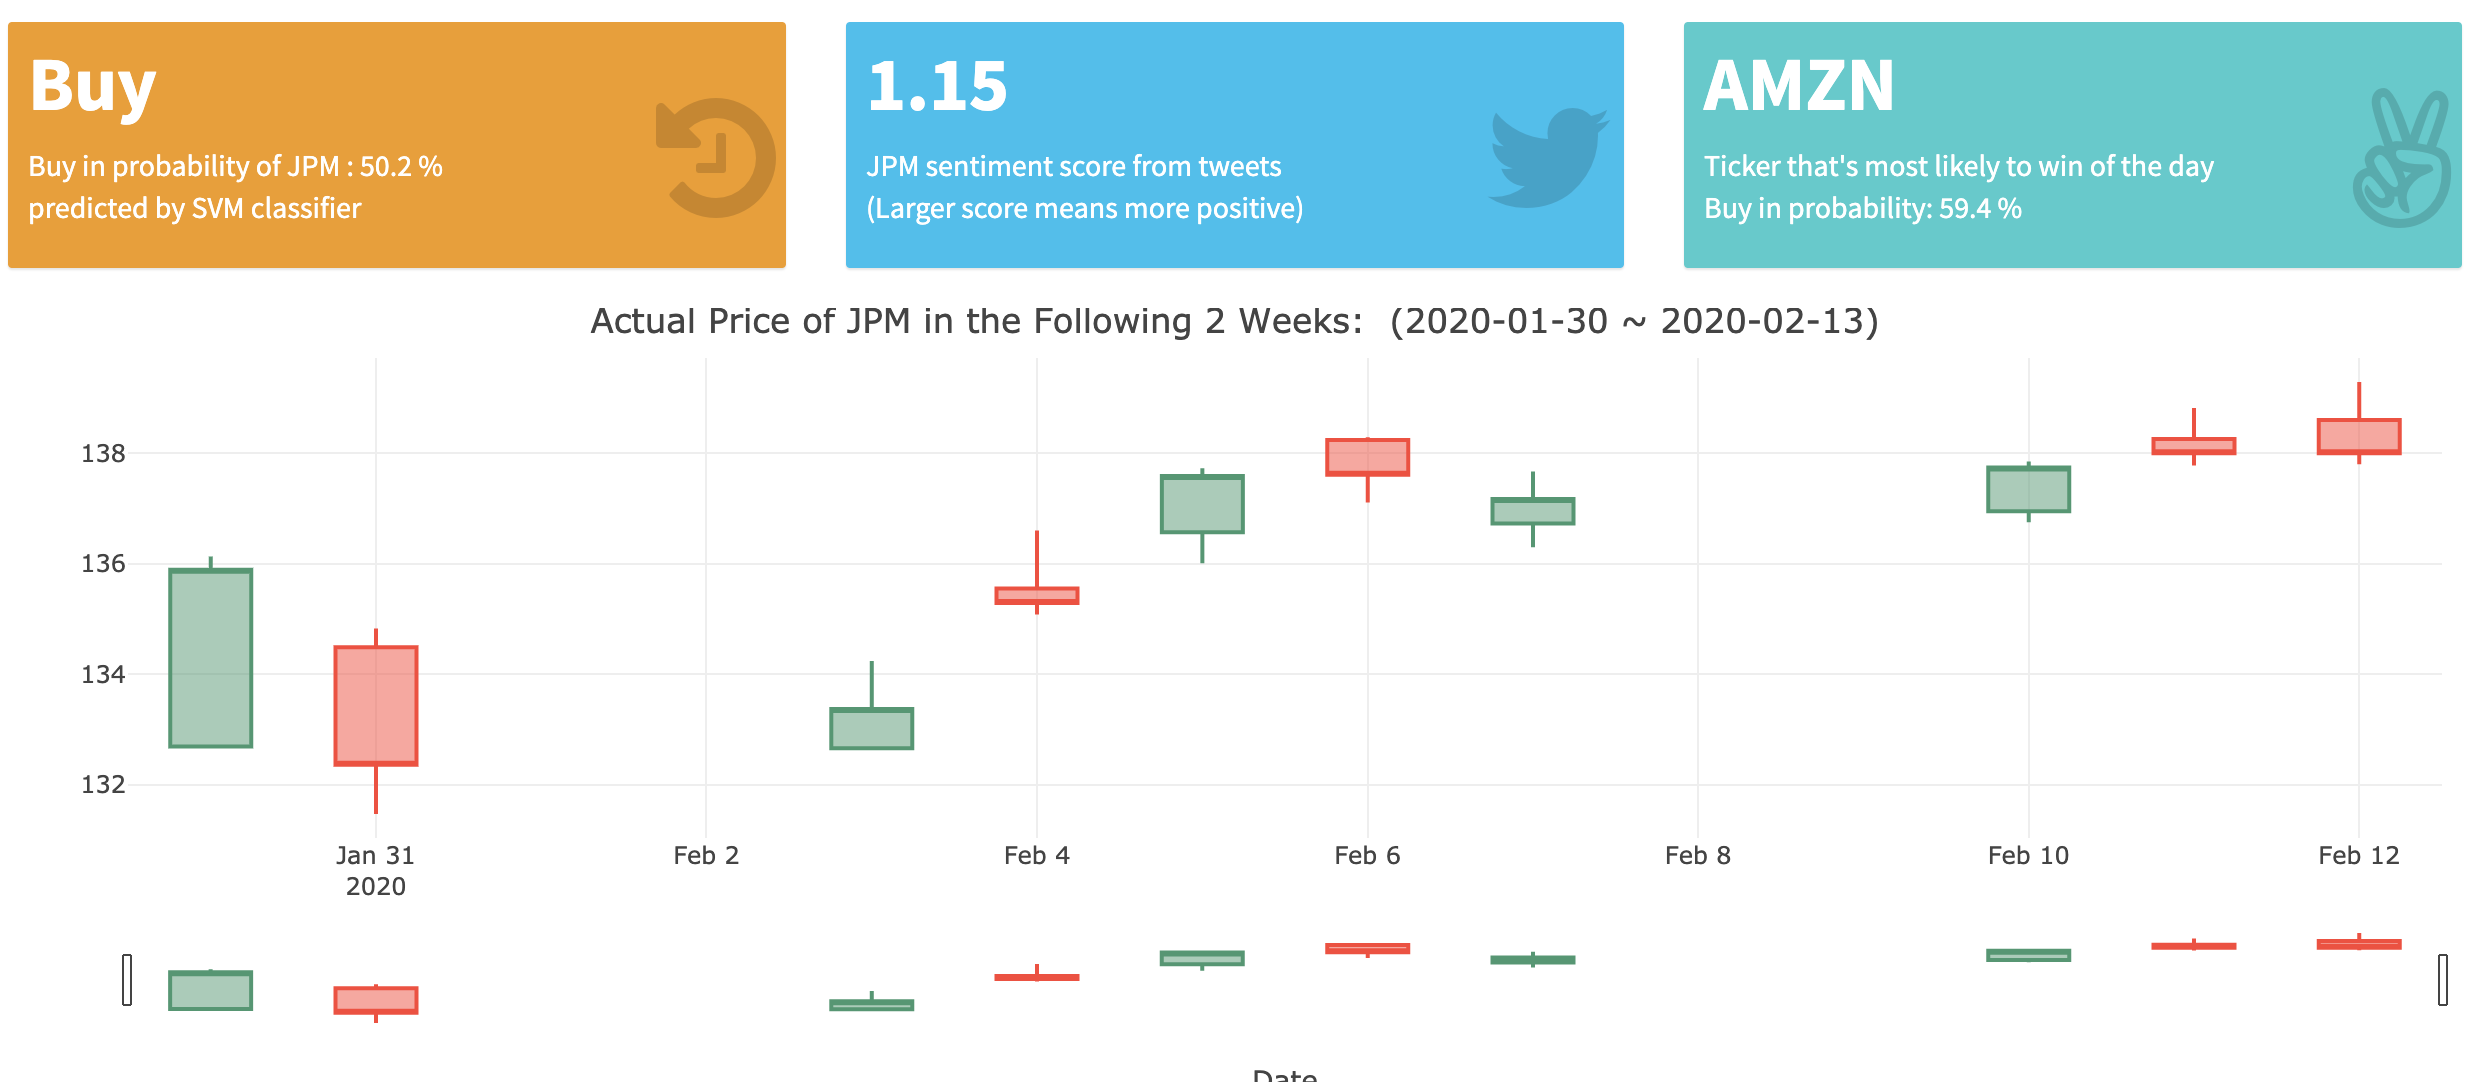 Buy
Buy in probability of JPM : 50.2 %
predicted by SVM classifier
1.15
JPM sentiment score from tweets
(Larger score means more positive)
AMZN
Ticker that's most likely to win of the day
Buy in probability: 59.4 %
Actual Price of JPM in the Following 2 Weeks:  (2020-01-30 ~ 2020-02-13)
138
136
134
132
Jan 31 Feb 2 Feb 4 Feb 6 Feb 8 Feb 10 Feb 12
2020
Date